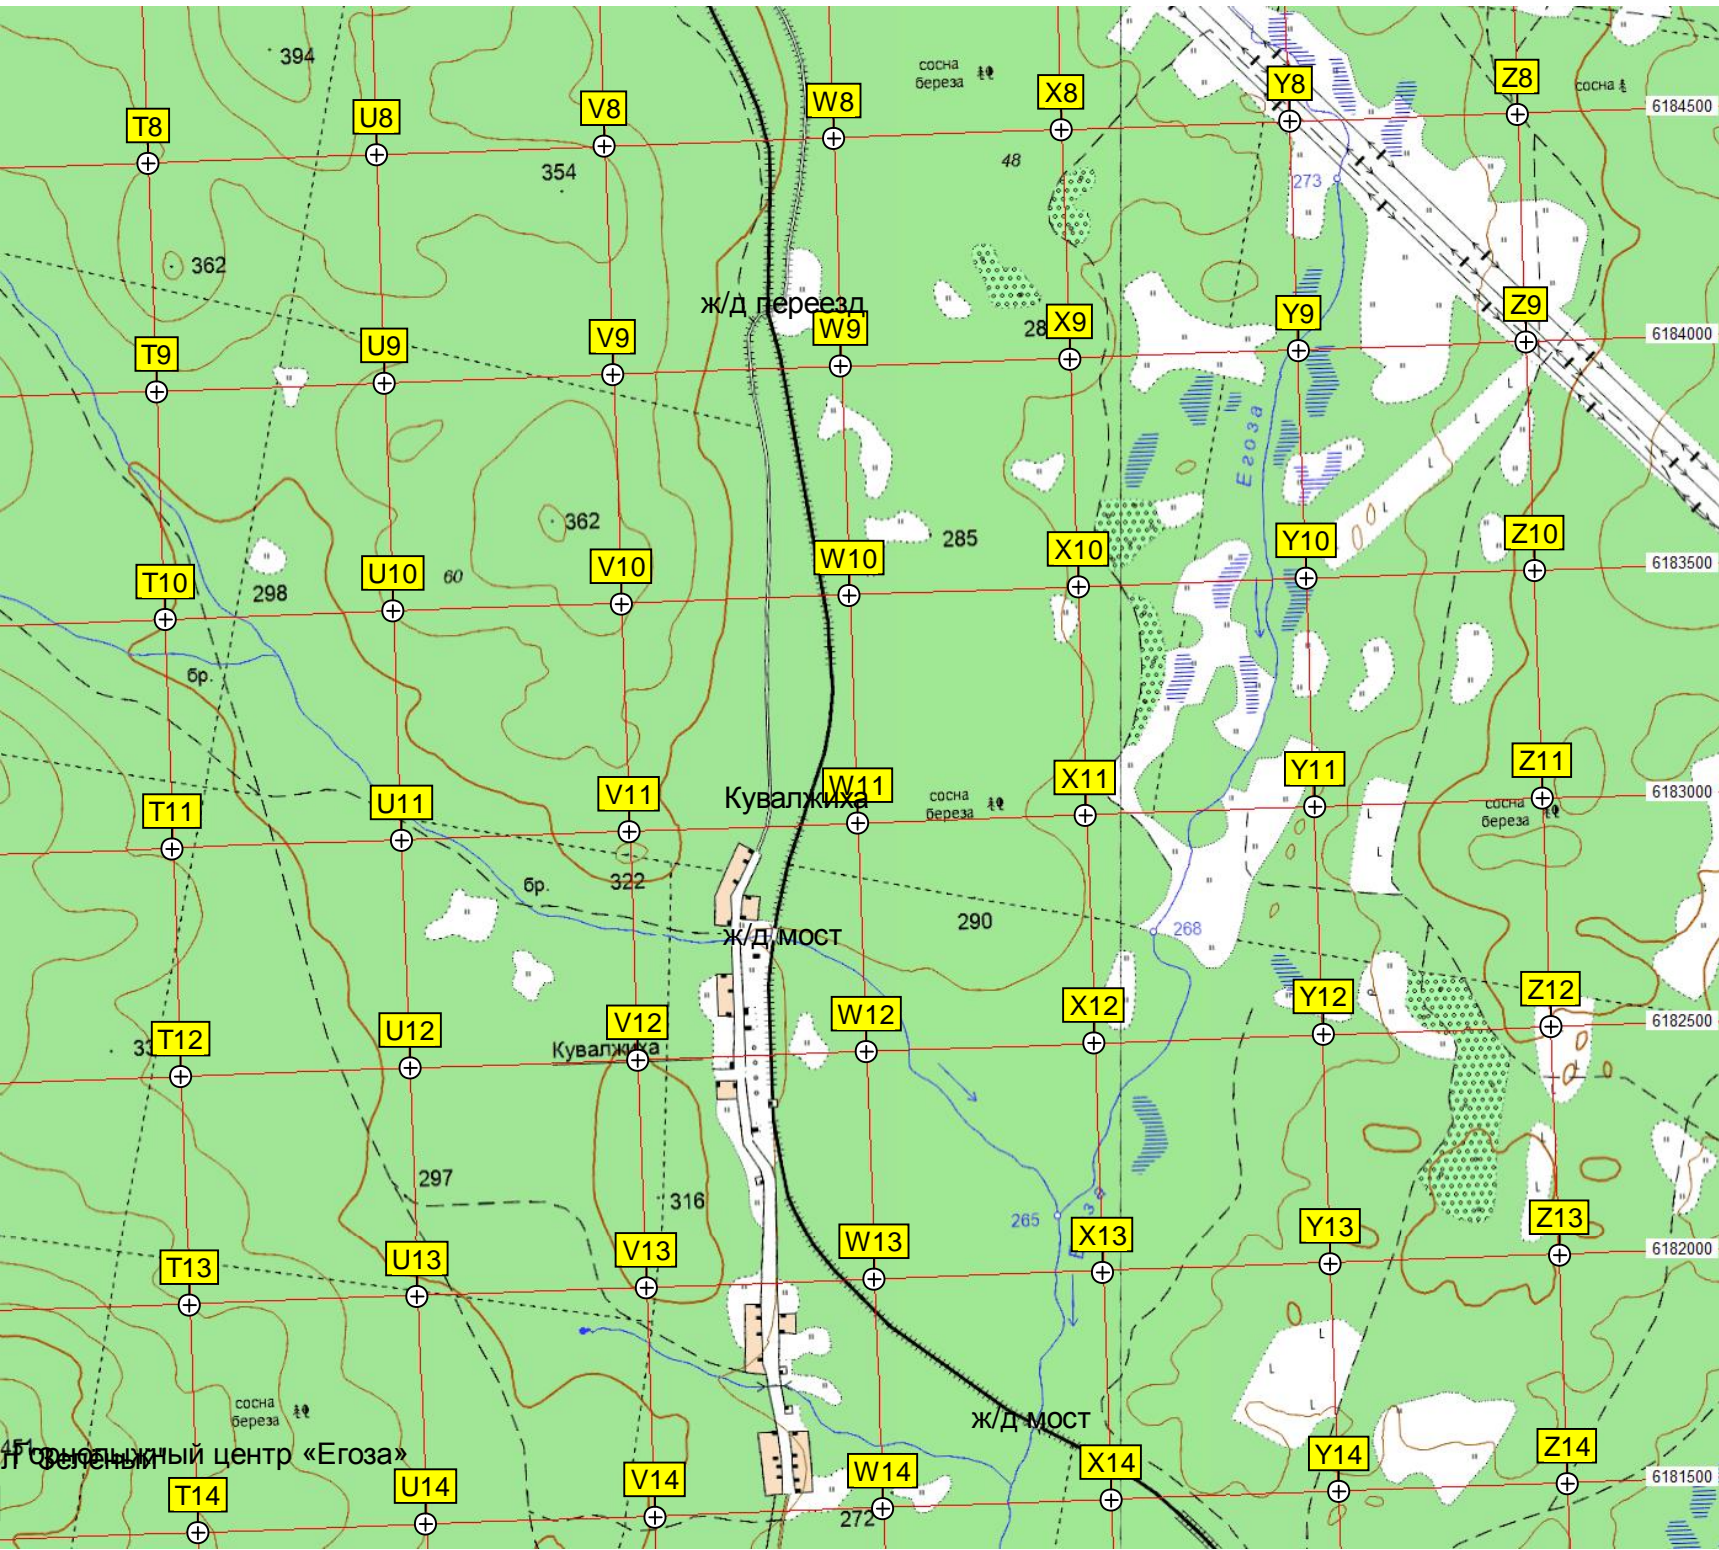 394
сосна
береза
сосна
T8
U8
V8
W8
X8
Y8
Z8
6184500
354
48
273
362
ж/д переезд
T9
U9
V9
W9
28
X9
Y9
Z9
6184000
Егоза
362
285
T10
298
U10
60
V10
W10
X10
Y10
Z10
6183500
бр.
T11
U11
V11
Кувалжиха
W11
сосна
береза
X11
Y11
сосна
береза
Z11
6183000
бр.
322
ж/д мост
290
268
T12
U12
Кувалжиха
V12
W12
X12
Y12
Z12
6182500
297
316
265
T13
U13
V13
W13
X13
Y13
Z13
6182000
сосна
береза
ж/д мост
Горнолыжный центр «Егоза»
T14
U14
V14
W14
272
X14
Y14
Z14
6181500